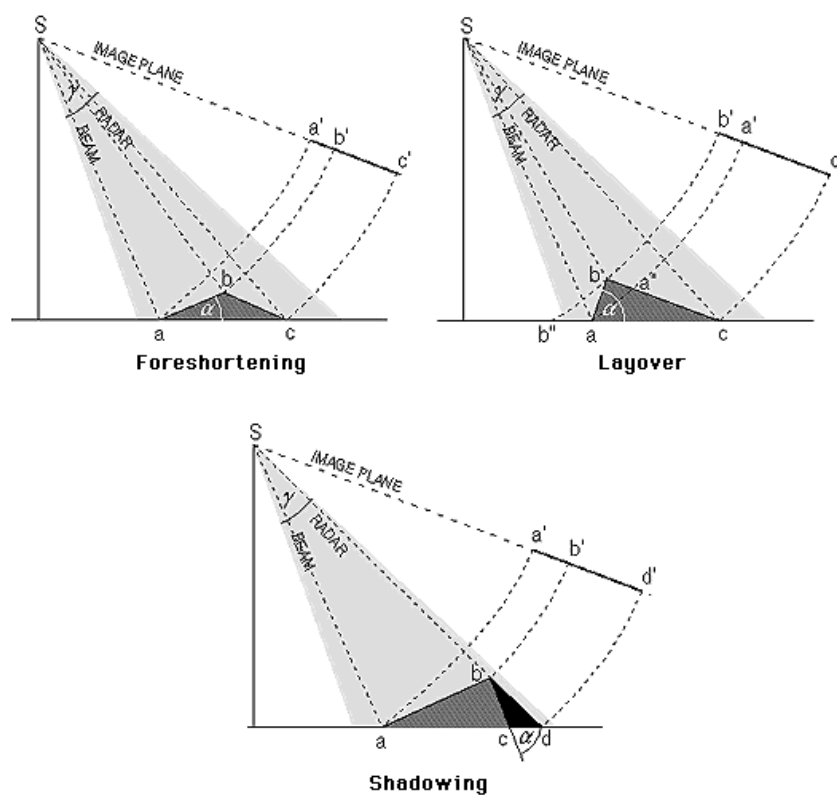 S
IMAGE PLANE
γ
RADAR
BEAM
a'
b'
c'
b
α
a
c
Foreshortening
S
IMAGE PLANE
γ
RADAR
BEAM
b'
a'
c
b
a"
α
b"
a
c
Layover
S
IMAGE PLANE
γ
RADAR
BEAM
a'
b'
d'
b
a
c
α
d
Shadowing